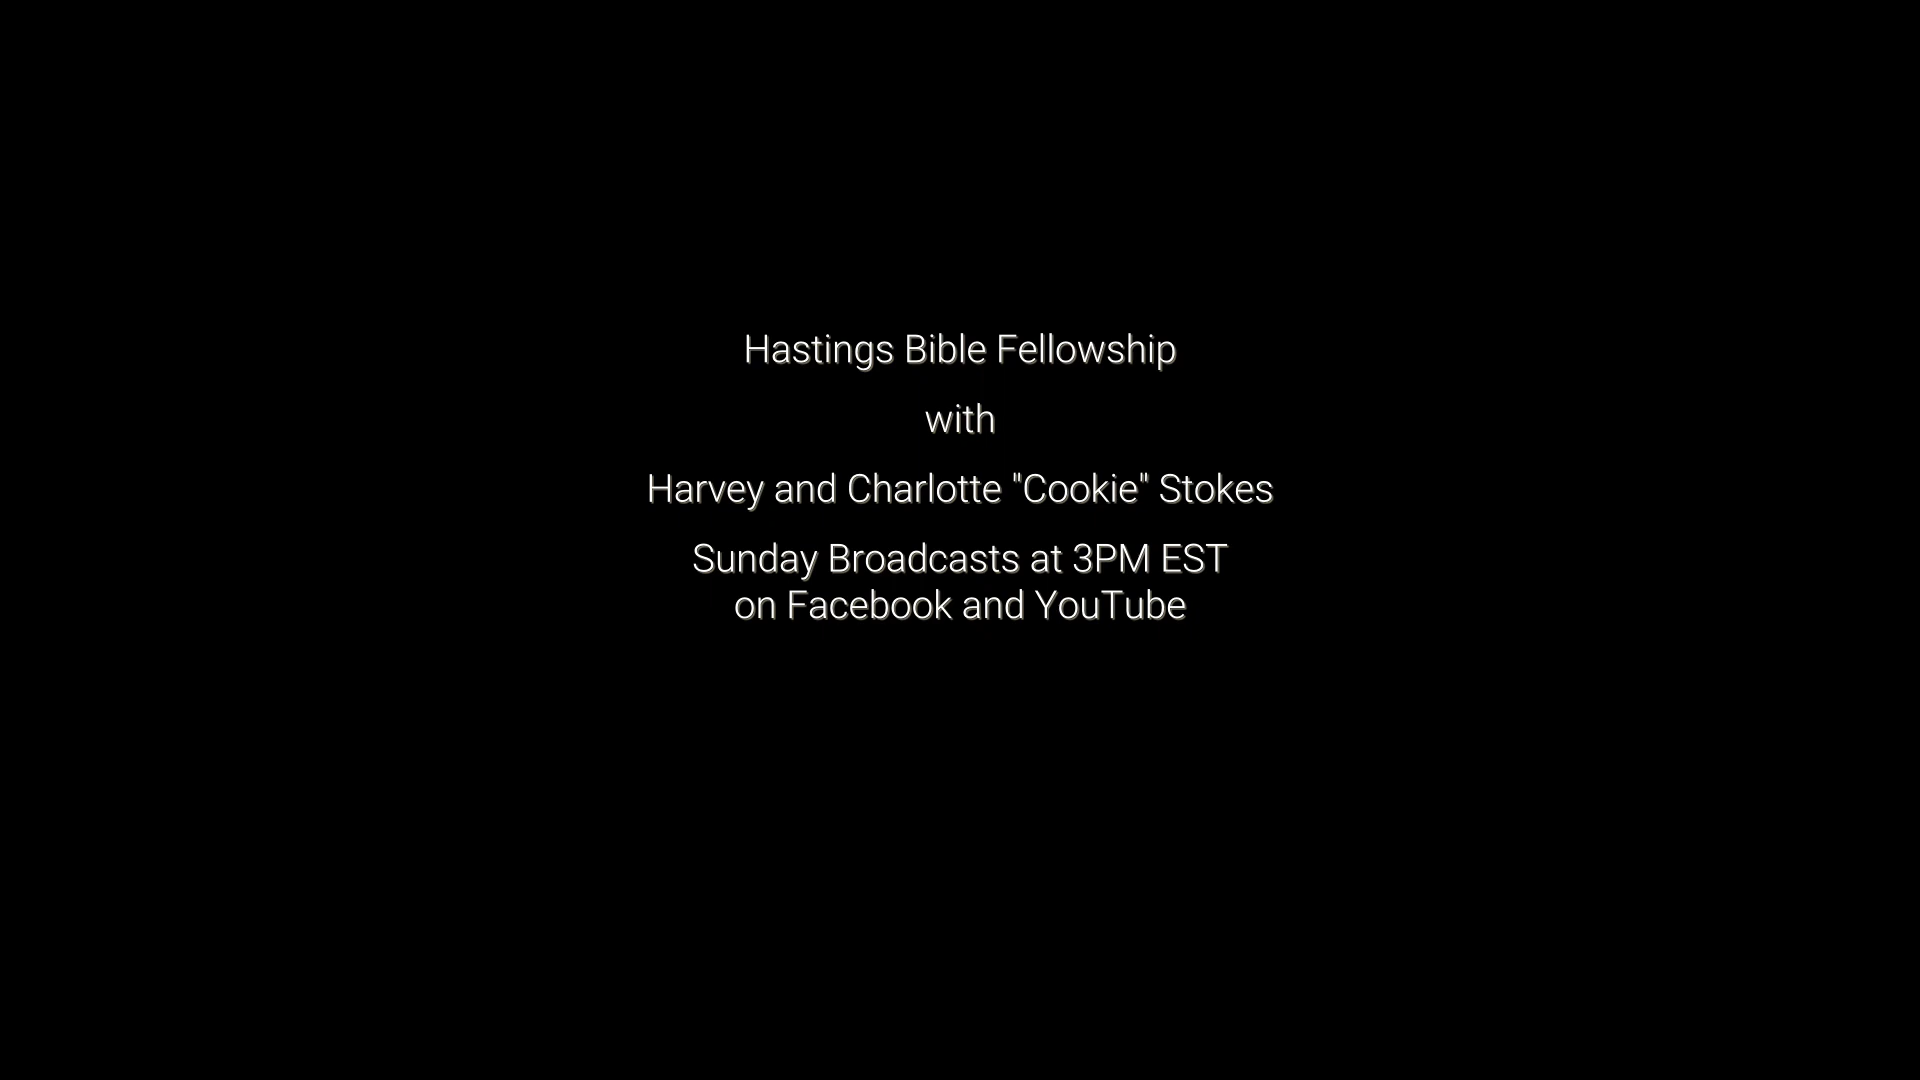 Hastings Bible Fellowship
with
Harvey and Charlotte "Cookie" Stokes
Sunday Broadcasts at 3PM EST
on Facebook and YouTube